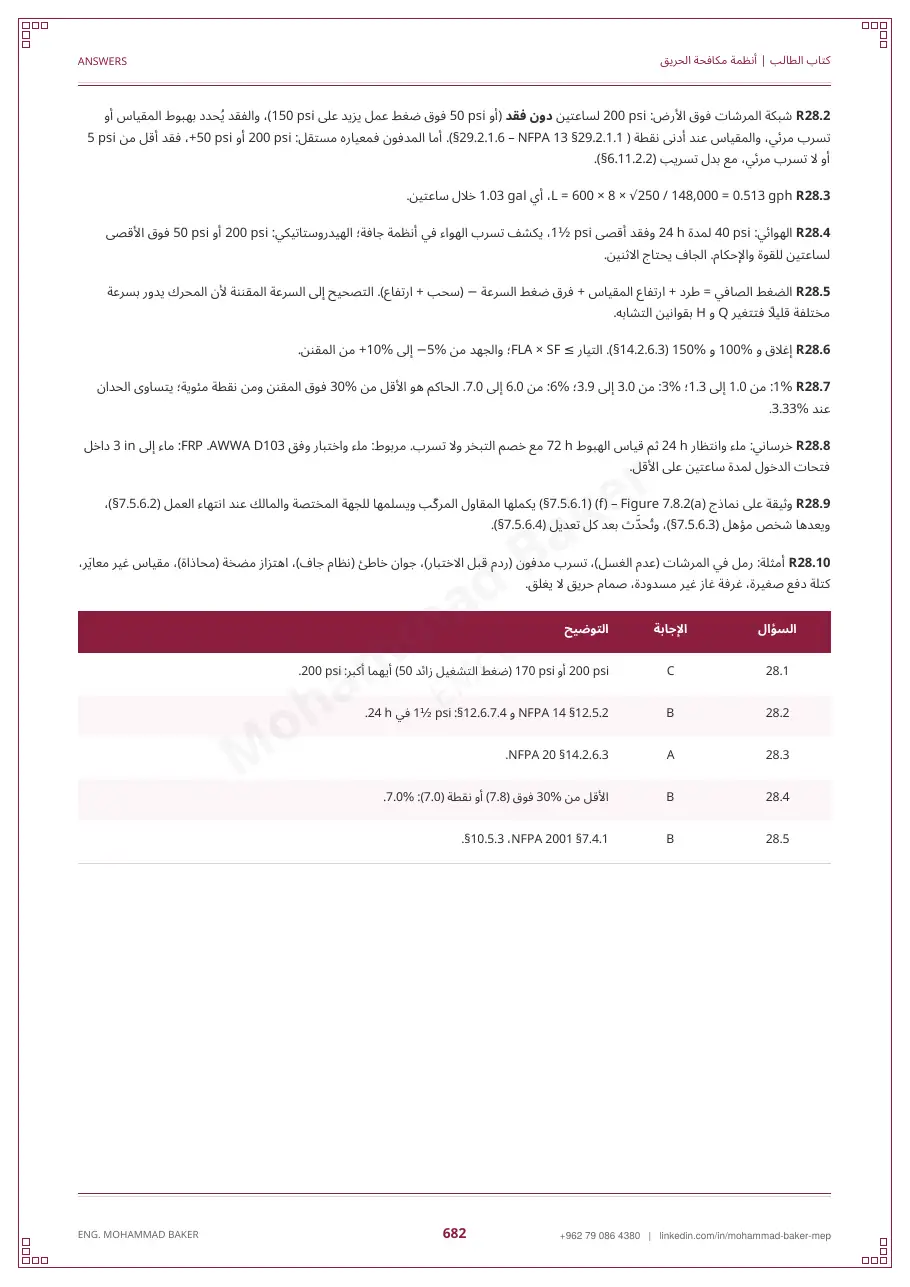 كتاب الطالب | أنظمة مكافحة الحريق
ANSWERS
R28.2 شبكة المرشات فوق الأرض: 200 psi لساعتين دون فقد (أو 50 psi فوق ضغط عمل يزيد على 150 psi)، والفقد يُحدد بهبوط المقياس أو
تسرب مرئي، والمقياس عند أدنى نقطة (NFPA 13 §29.2.1.1 – §29.2.1.6). أما المدفون فمعياره مستقل: 200 psi أو 50 psi+، فقد أقل من 5 psi
أو لا تسرب مرئي، مع بدل تسريب (§6.11.2.2).
R28.3 L = 600 × 8 × √250 / 148,000 = 0.513 gph، أي 1.03 gal خلال ساعتين.
R28.4 الهوائي: 40 psi لمدة 24 h وفقد أقصى 1½ psi، يكشف تسرب الهواء في أنظمة جافة؛ الهيدروستاتيكي: 200 psi أو 50 psi فوق الأقصى
لساعتين للقوة والإحكام. الجاف يحتاج الاثنين.
R28.5 الضغط الصافي = طرد + ارتفاع المقياس + فرق ضغط السرعة − (سحب + ارتفاع). التصحيح إلى السرعة المقننة لأن المحرك يدور بسرعة
مختلفة قليلًا فتتغير Q و H بقوانين التشابه.
R28.6 إغلاق و 100% و 150% (§14.2.6.3). التيار ≤ FLA × SF؛ والجهد من −5% إلى +10% من المقنن.
R28.7 1%: من 1.0 إلى 1.3؛ 3%: من 3.0 إلى 3.9؛ 6%: من 6.0 إلى 7.0. الحاكم هو الأقل من 30% فوق المقنن ومن نقطة مئوية؛ يتساوى الحدان
عند 3.33%.
R28.8 خرساني: ملء وانتظار 24 h ثم قياس الهبوط 72 h مع خصم التبخر ولا تسرب. مربوط: ملء واختبار وفق AWWA D103. FRP: ماء إلى 3 in داخل
فتحات الدخول لمدة ساعتين على الأقل.
R28.9 وثيقة على نماذج Figure 7.8.2(a) – (f) (§7.5.6.1) يكملها المقاول المركّب ويسلمها للجهة المختصة والمالك عند انتهاء العمل (§7.5.6.2)،
ويعدها شخص مؤهل (§7.5.6.3)، وتُحدَّث بعد كل تعديل (§7.5.6.4).
R28.10 أمثلة: رمل في المرشات (عدم الغسل)، تسرب مدفون (ردم قبل الاختبار)، جوان خاطئ (نظام جاف)، اهتزاز مضخة (محاذاة)، مقياس غير معايَر،
كتلة دفع صغيرة، غرفة غاز غير مسدودة، صمام حريق لا يغلق.
السؤال الإجابة التوضيح
28.1 C 200 psi أو 170 psi (ضغط التشغيل زائد 50) أيهما أكبر: 200 psi.
28.2 B NFPA 14 §12.5.2 و §12.6.7.4: 1½ psi في 24 h.
28.3 A NFPA 20 §14.2.6.3.
28.4 B الأقل من 30% فوق (7.8) أو نقطة (7.0): 7.0%.
28.5 B NFPA 2001 §7.4.1، §10.5.3.
ENG. MOHAMMAD BAKER
682
+962 79 086 4380 | linkedin.com/in/mohammad-baker-mep